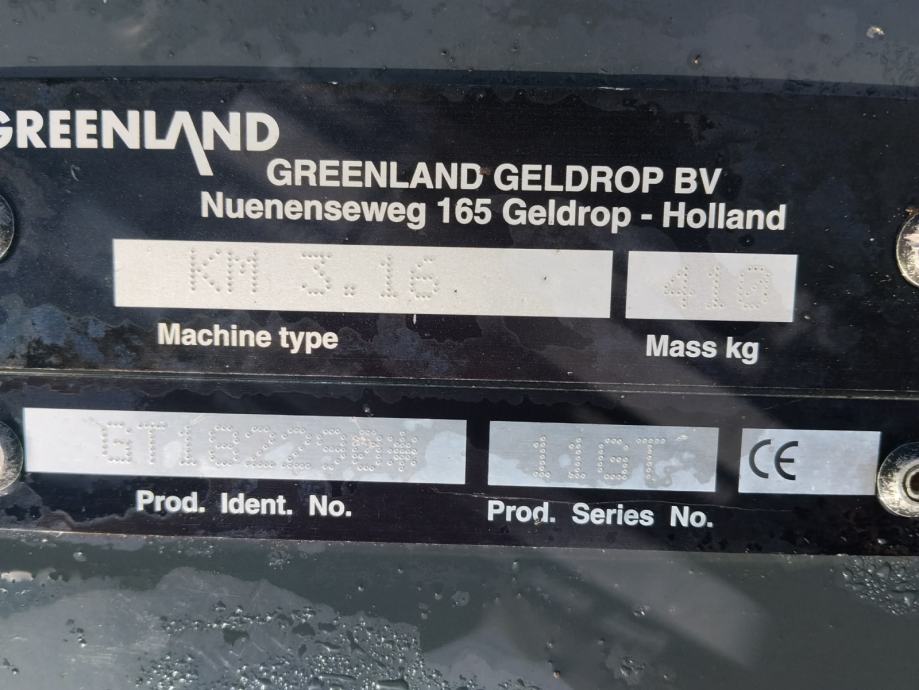 GREENLAND
GREENLAND GELDROP BV
Nuenenseweg 165 Geldrop - Holland
KM 3.16 410
Machine type Mass kg
11GT CE
Prod. Ident. No. Prod. Series No.